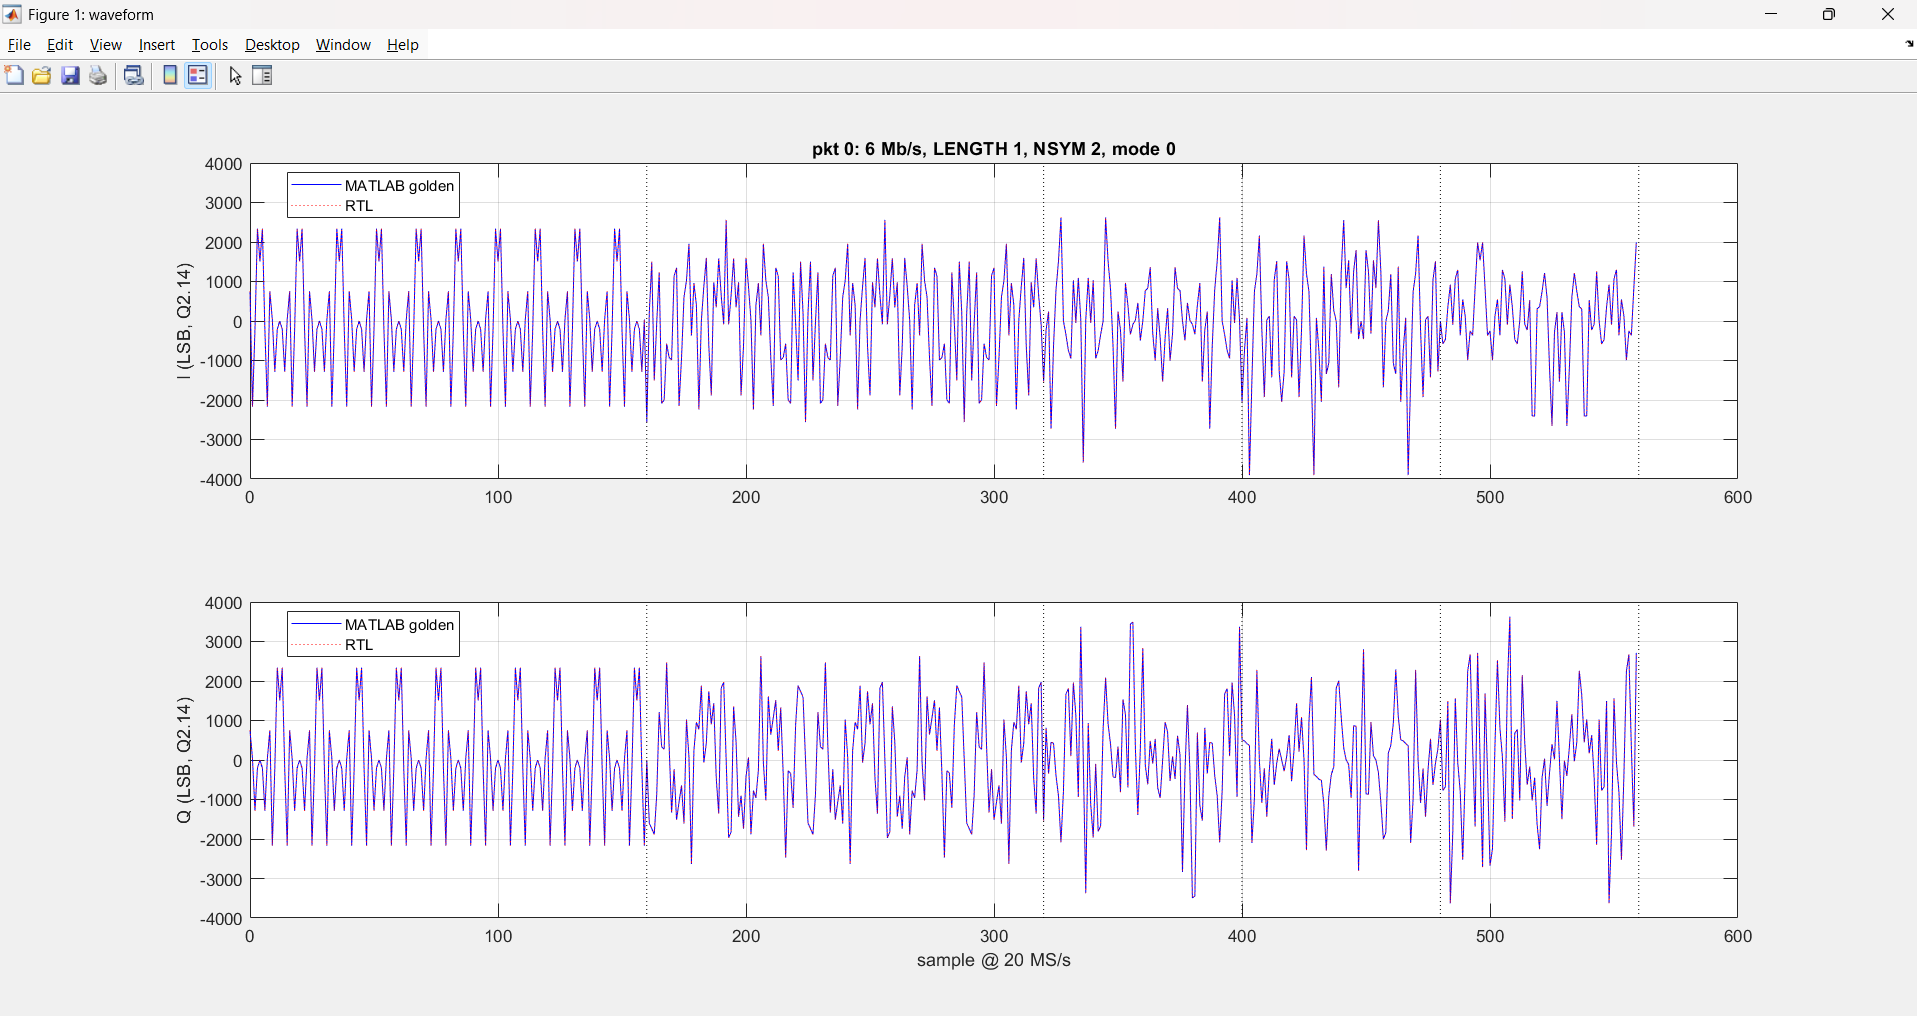 Figure 1: waveform
File Edit View Insert Tools Desktop Window Help
pkt 0: 6 Mb/s, LENGTH 1, NSYM 2, mode 0
I (LSB, Q2.14)
4000
3000
2000
1000
0
-1000
-2000
-3000
-4000
MATLAB golden
RTL
0 100 200 300 400 500 600
Q (LSB, Q2.14)
4000
3000
2000
1000
0
-1000
-2000
-3000
-4000
MATLAB golden
RTL
0 100 200 300 400 500 600
sample @ 20 MS/s